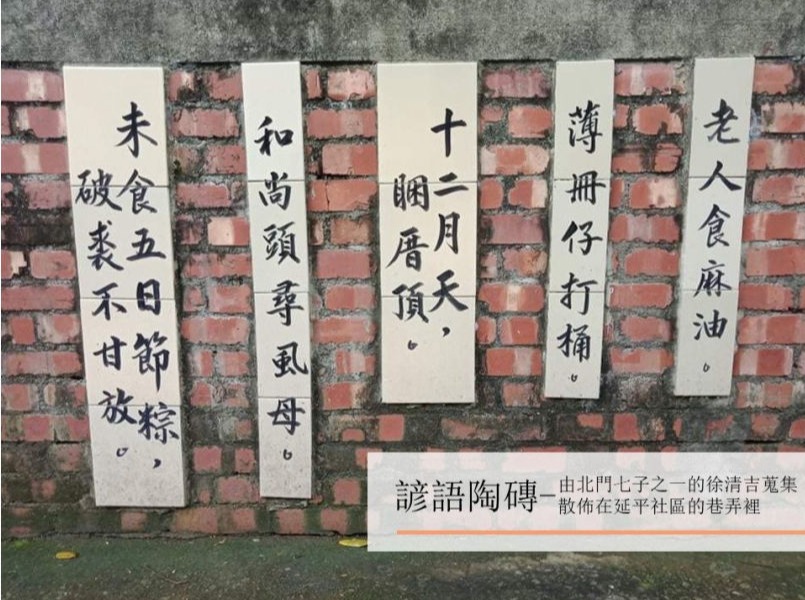 老人食麻油。
薄冊仔打桶。
十二月天，
睏厝頂。
和尚頭尋虱母。
未食五日節粽，
破裘不甘放。
諺語陶磚-由北門七子之一的徐清吉蒐集
散佈在延平社區的巷弄裡